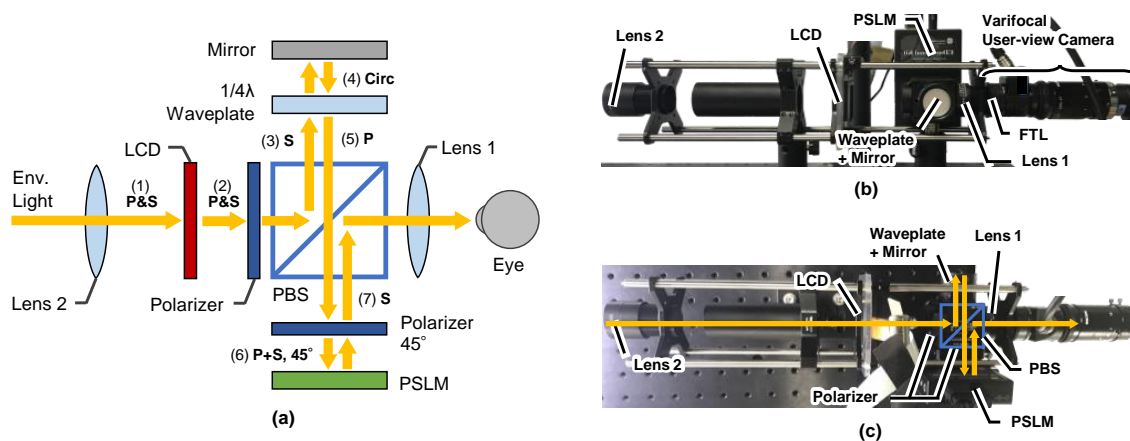 Mirror
(4) Circ
1/4λ
Waveplate
(3) S
(5) P
Lens 1
LCD
Env.
Light
(1)
P&S
(2)
P&S
Eye
Lens 2
Polarizer
PBS
(7) S
Polarizer
45°
(6) P+S, 45°
PSLM
(a)
Lens 2
LCD
PSLM
Varifocal
User-view Camera
Waveplate
+ Mirror
FTL
Lens 1
(b)
Waveplate
+ Mirror
Lens 1
LCD
Lens 2
PBS
Polarizer
PSLM
(c)